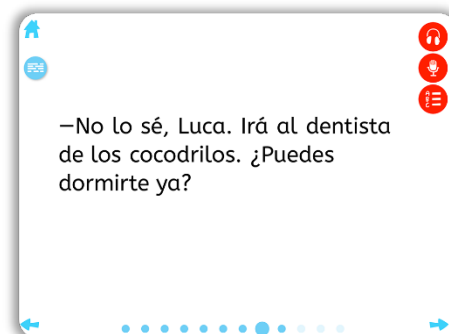 —No lo sé, Luca. Irá al dentista
de los cocodrilos. ¿Puedes
dormirte ya?